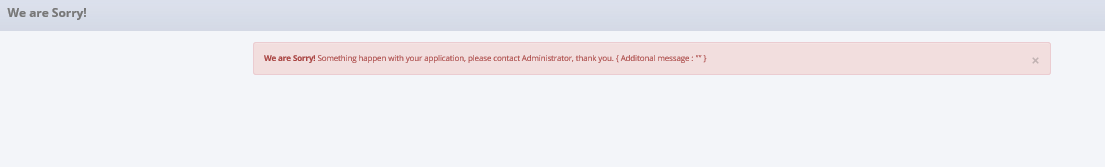 We are Sorry!
We are Sorry! Something happen with your application, please contact Administrator, thank you. { Additonal message : "" }
×